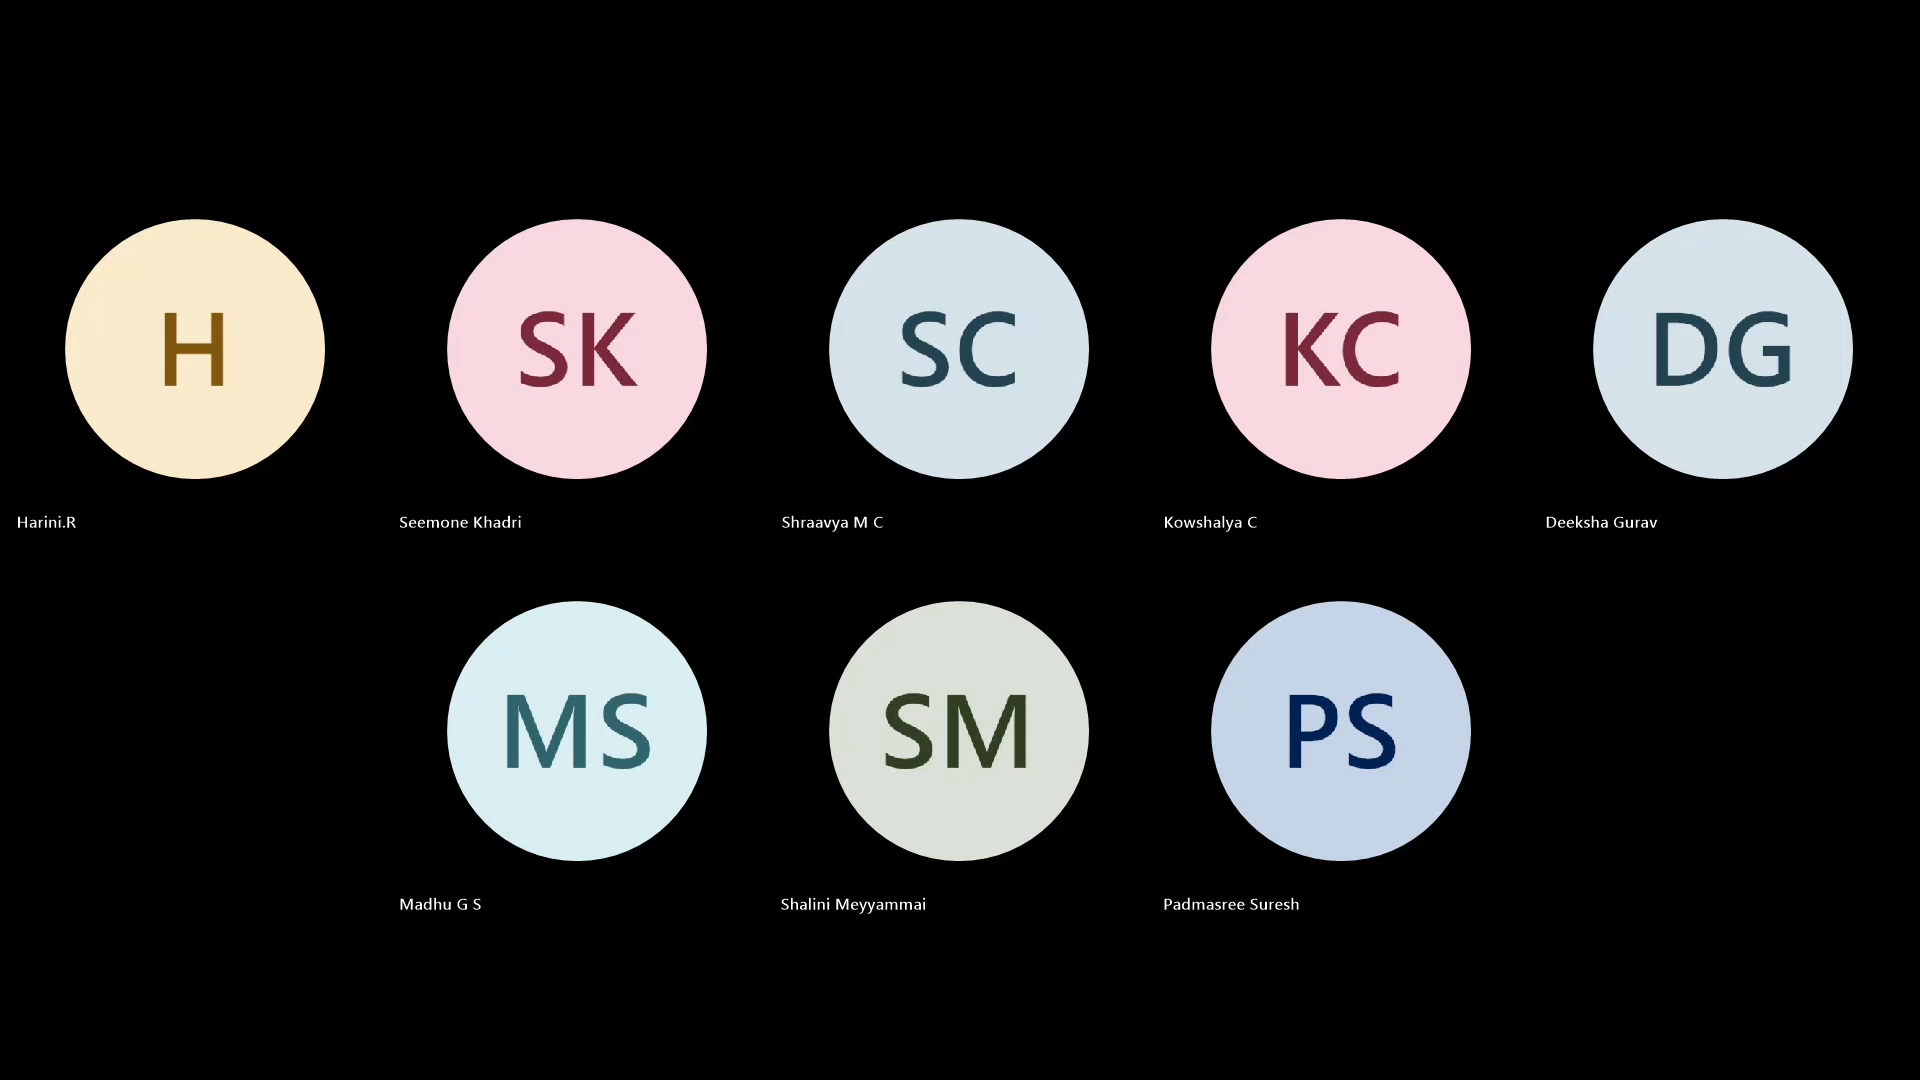 H
SK
SC
KC
DG
Harini.R
Seemone Khadri
Shraavya M C
Kowshalya C
Deeksha Gurav
MS
SM
PS
Madhu G S
Shalini Meyyammai
Padmasree Suresh